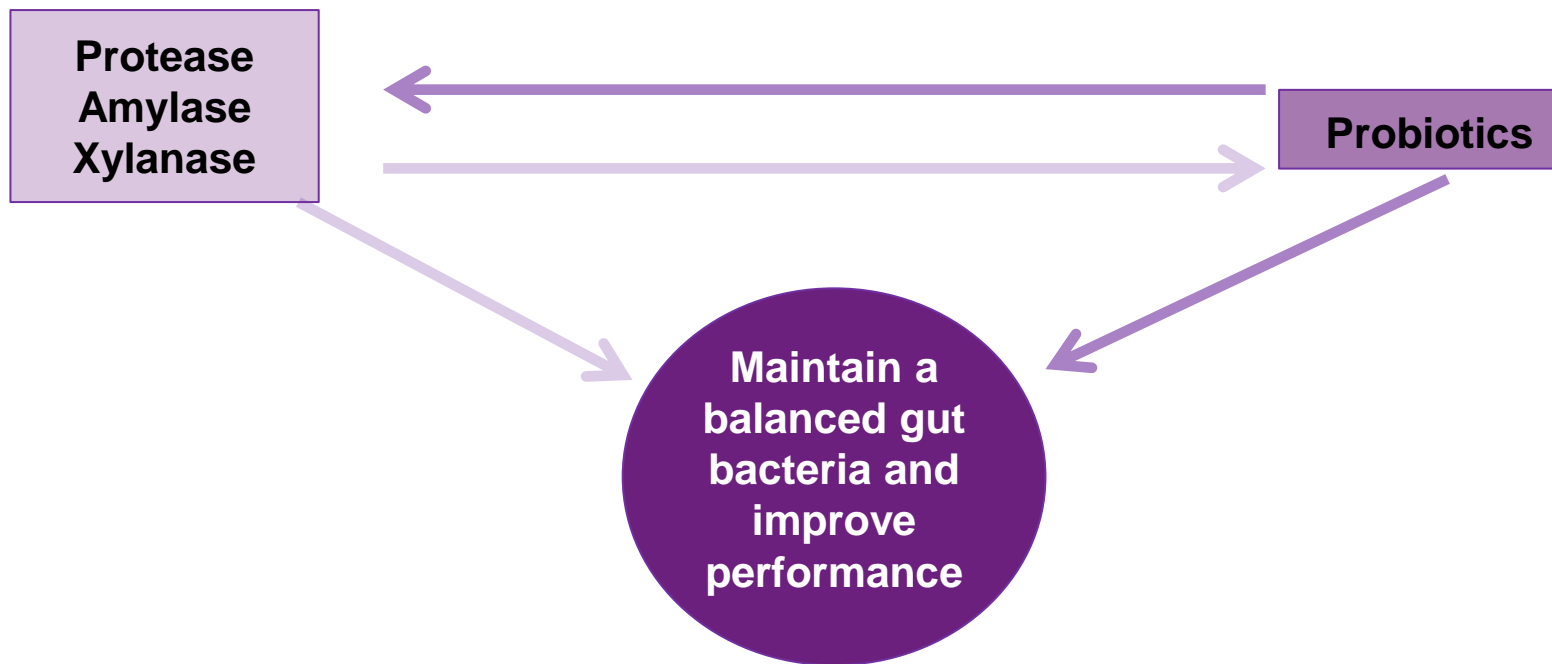 Protease
Amylase
Xylanase
Probiotics
Maintain a
balanced gut
bacteria and
improve
performance